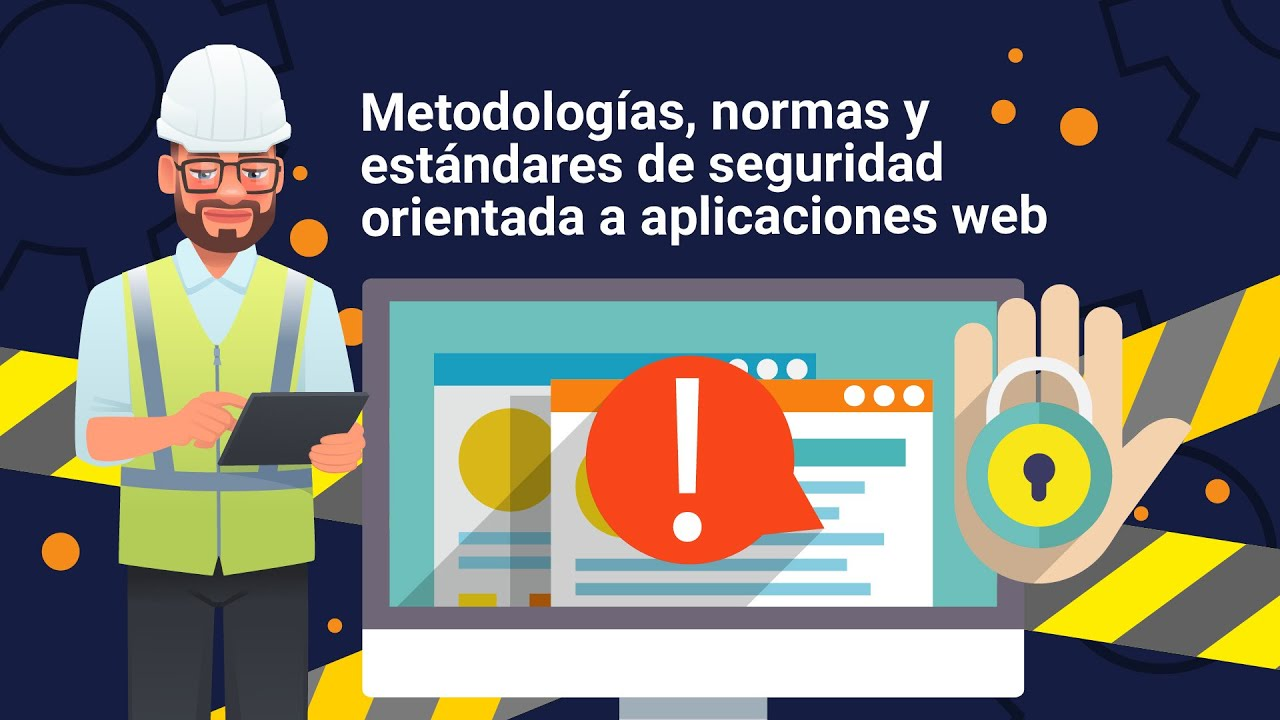 Metodologías, normas y
estándares de seguridad
orientada a aplicaciones web
!